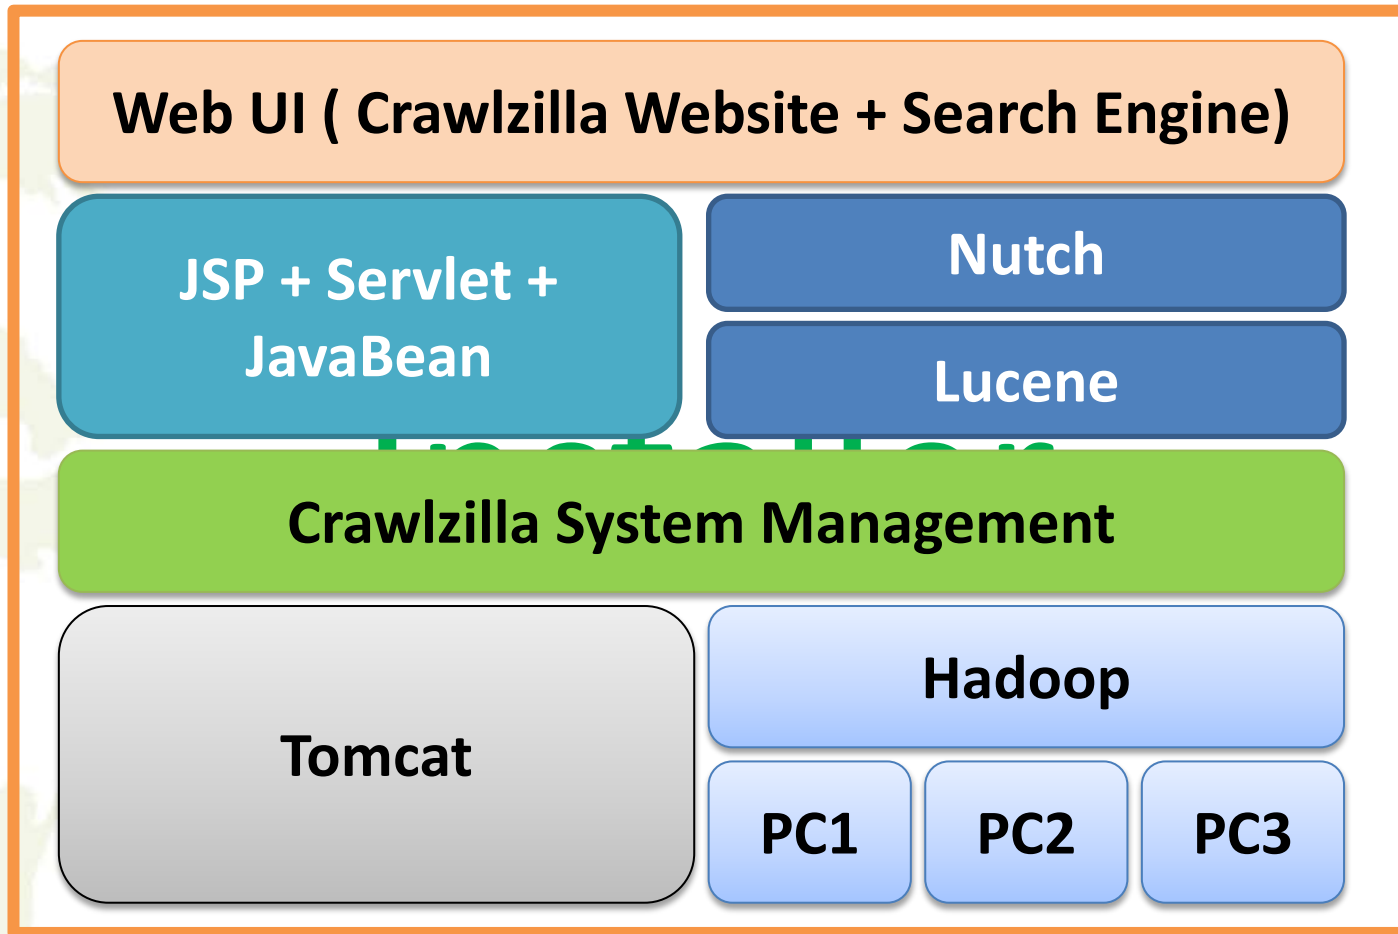 Web UI ( Crawlzilla Website + Search Engine)
JSP + Servlet +
JavaBean
Nutch
Lucene
Crawlzilla System Management
Tomcat
Hadoop
PC1
PC2
PC3